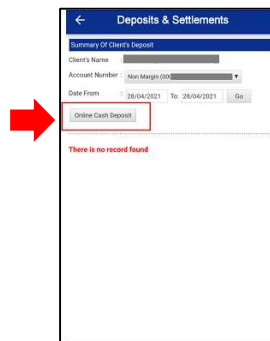 Deposits & Settlements
Summary Of Client's Deposit
Client's Name :
Account Number : Non Margin (00
Date From : 28/04/2021 To: 28/04/2021 Go
Online Cash Deposit
There is no record found